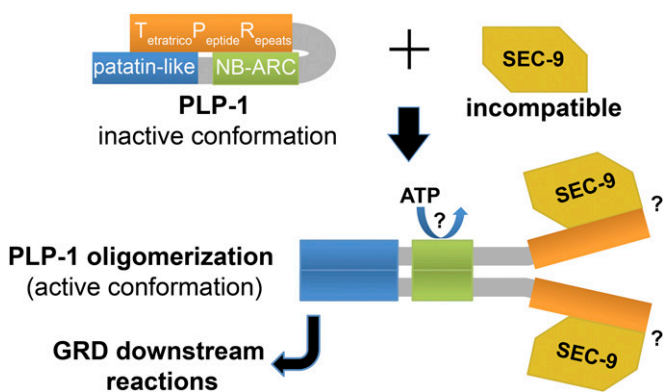 TetratricoPeptideRepeats
patatin-like
NB-ARC
PLP-1
inactive conformation
+
SEC-9
incompatible
ATP
?
SEC-9
?
PLP-1 oligomerization
(active conformation)
?
SEC-9
GRD downstream
reactions